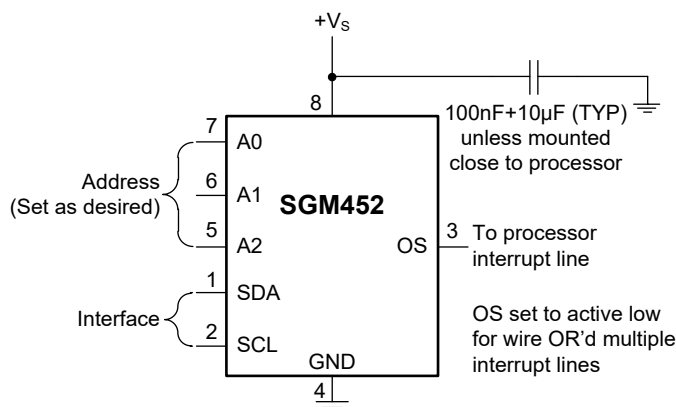 +VS
8
100nF+10μF (TYP)
unless mounted
close to processor
7
A0
Address
(Set as desired)
6
A1
SGM452
5
A2
OS
3
To processor
interrupt line
1
SDA
Interface
2
SCL
OS set to active low
for wire OR’d multiple
interrupt lines
GND
4